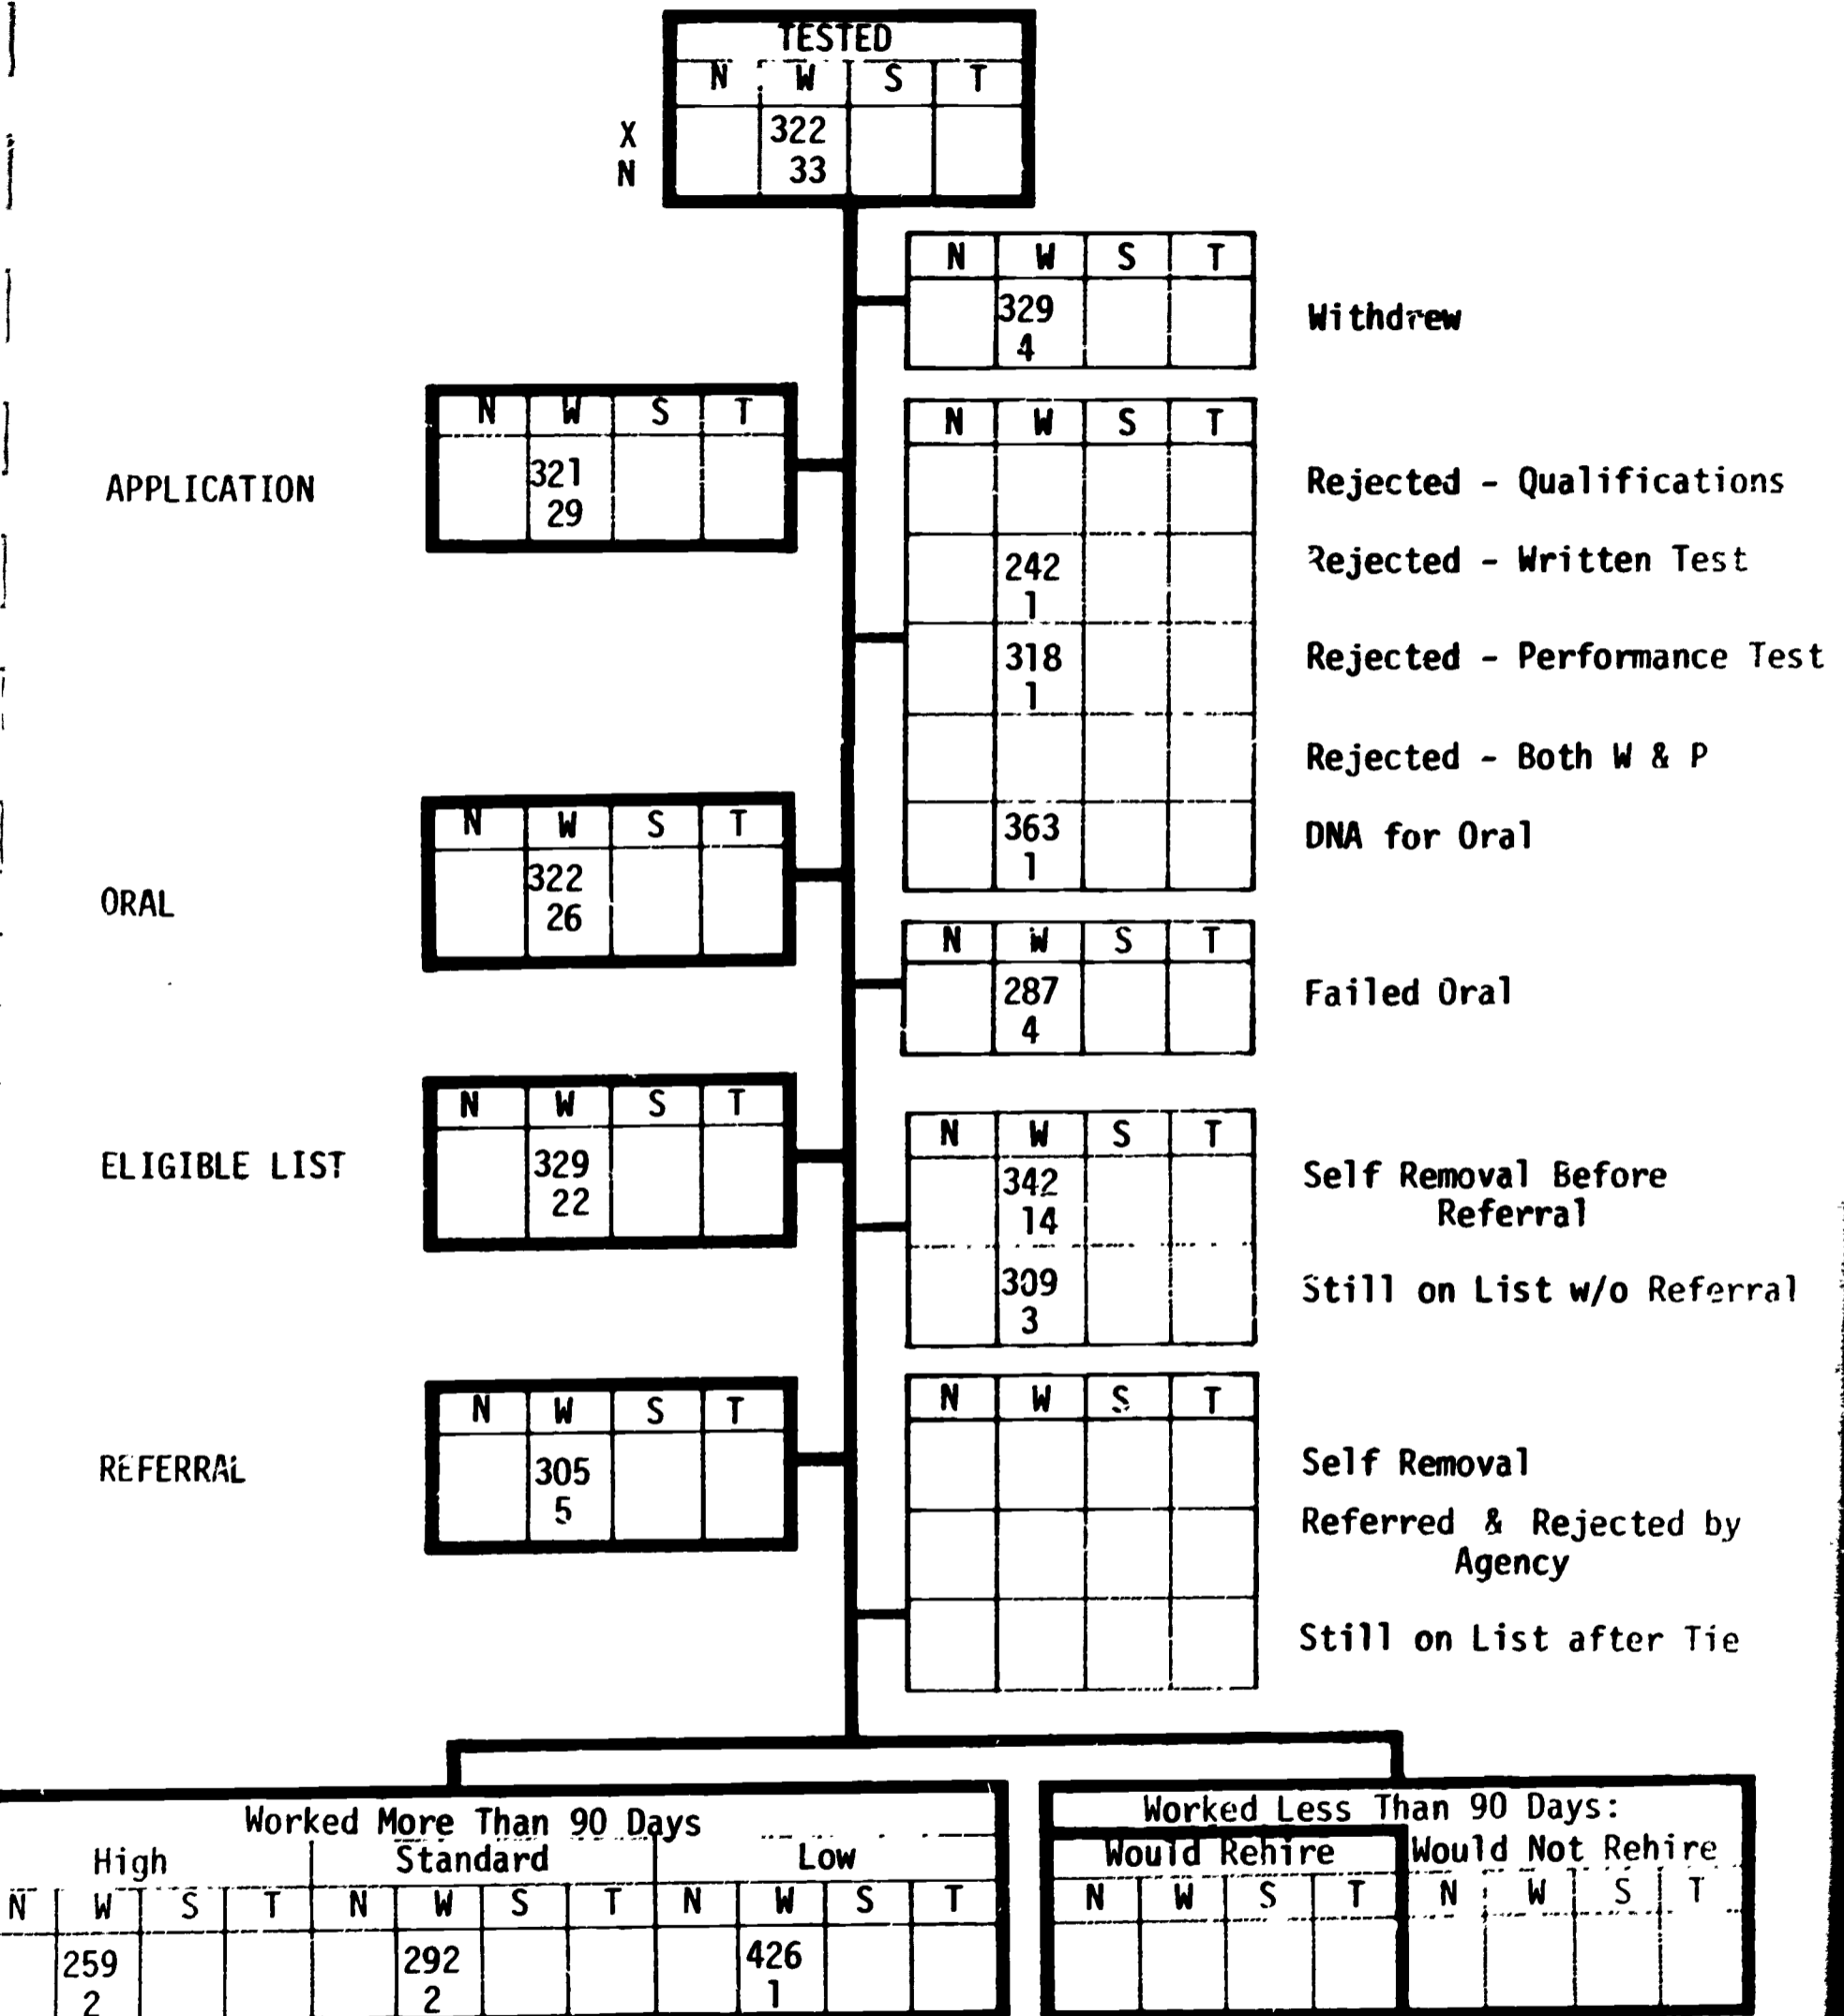 TESTED
N W S T
X 322
N 33
N W S T
329
4
Withdrew
APPLICATION
N W S T
321
29
N W S T
Rejected - Qualifications
242
1
Rejected - Written Test
318
1
Rejected - Performance Test
Rejected - Both W & P
363
1
DNA for Oral
ORAL
N W S T
322
26
N W S T
287
4
Failed Oral
ELIGIBLE LIST
N W S T
329
22
N W S T
342
14
Self Removal Before
Referral
309
3
Still on List w/o Referral
REFERRAL
N W S T
305
5
N W S T
Self Removal
Referred & Rejected by
Agency
Still on List after Tie
Worked More Than 90 Days
High Standard Low
N W S T N W S T N W S T
259 292 426
2 2 1
Worked Less Than 90 Days:
Would Rehire Would Not Rehire
N W S T N W S T